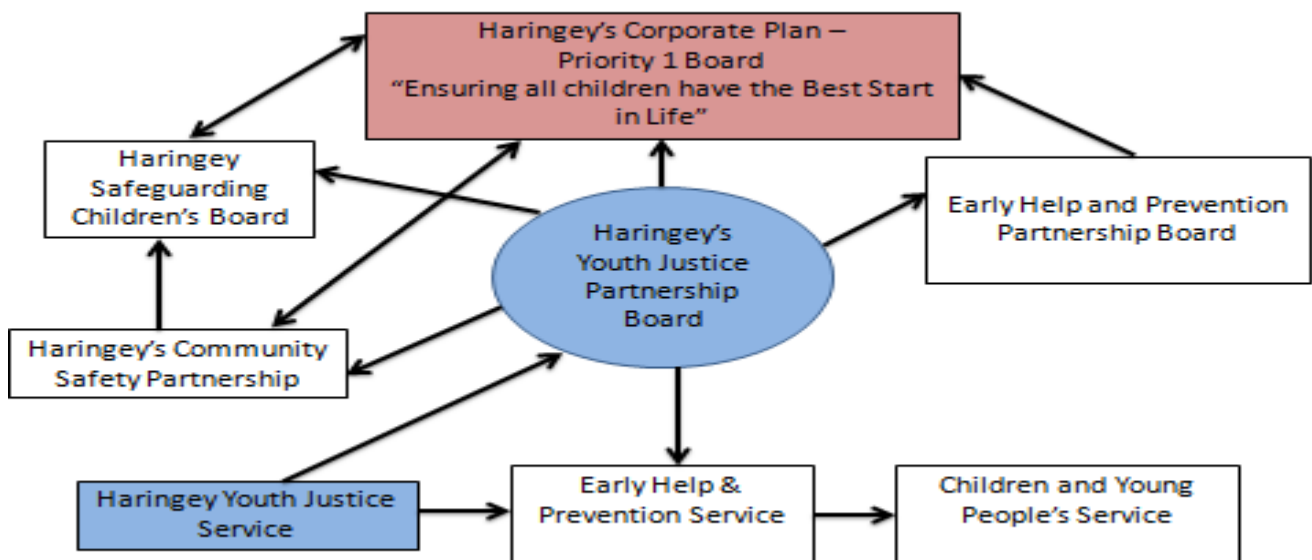 Haringey’s Corporate Plan –
Priority 1 Board
“Ensuring all children have the Best Start
in Life”
Haringey
Safeguarding
Children’s Board
Early Help and Prevention
Partnership Board
Haringey’s
Youth Justice
Partnership
Board
Haringey’s Community
Safety Partnership
Haringey Youth Justice
Service
Early Help &
Prevention Service
Children and Young
People’s Service